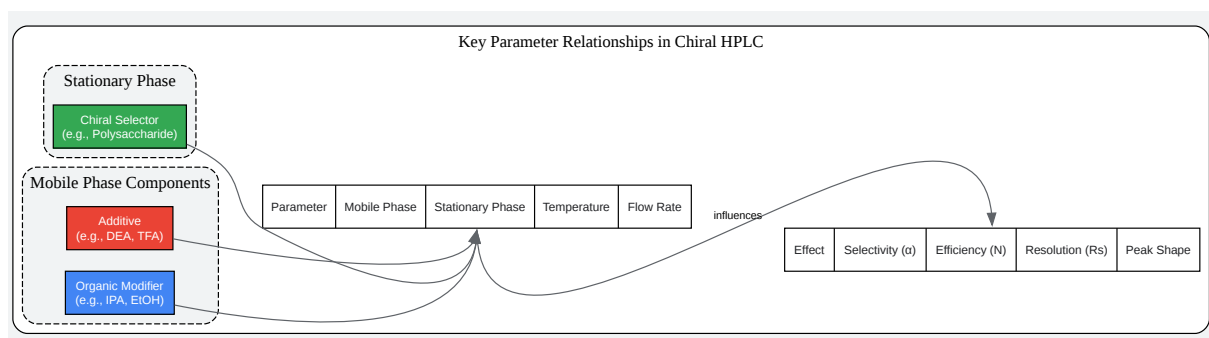 Key Parameter Relationships in Chiral HPLC
Stationary Phase
Chiral Selector
(e.g., Polysaccharide)
Mobile Phase Components
Additive
(e.g., DEA, TFA)
Organic Modifier
(e.g., IPA, EtOH)
Parameter
Mobile Phase
Stationary Phase
Temperature
Flow Rate
influences
Effect
Selectivity (α)
Efficiency (N)
Resolution (Rs)
Peak Shape